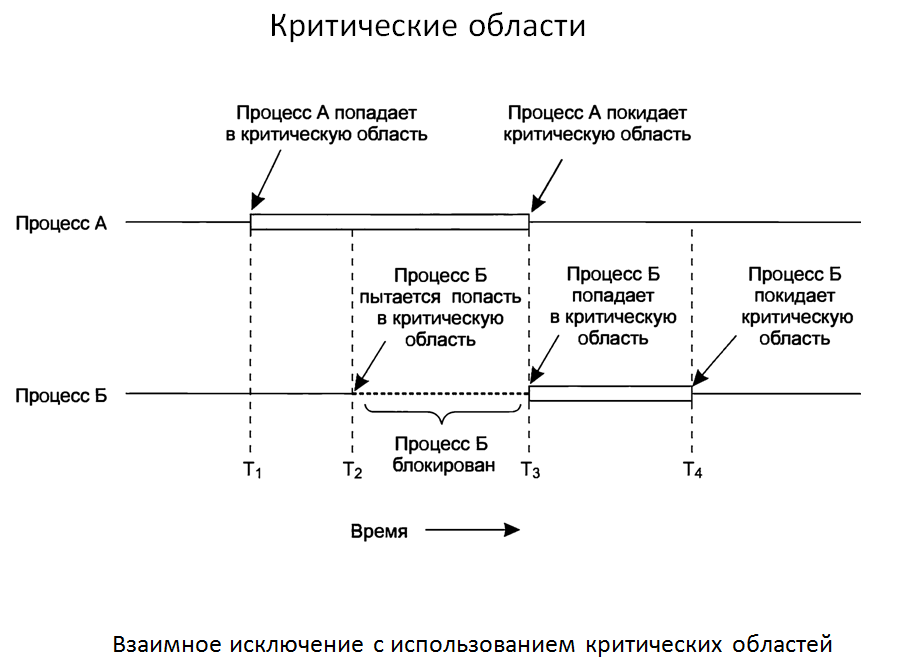 Критические области
Процесс А попадает
в критическую область
Процесс А покидает
критическую область
Процесс А
Процесс Б
пытается попасть
в критическую
область
Процесс Б
попадает
в критическую
область
Процесс Б
покидает
критическую
область
Процесс Б
Процесс Б
блокирован
T1
T2
T3
T4
Время
Взаимное исключение с использованием критических областей